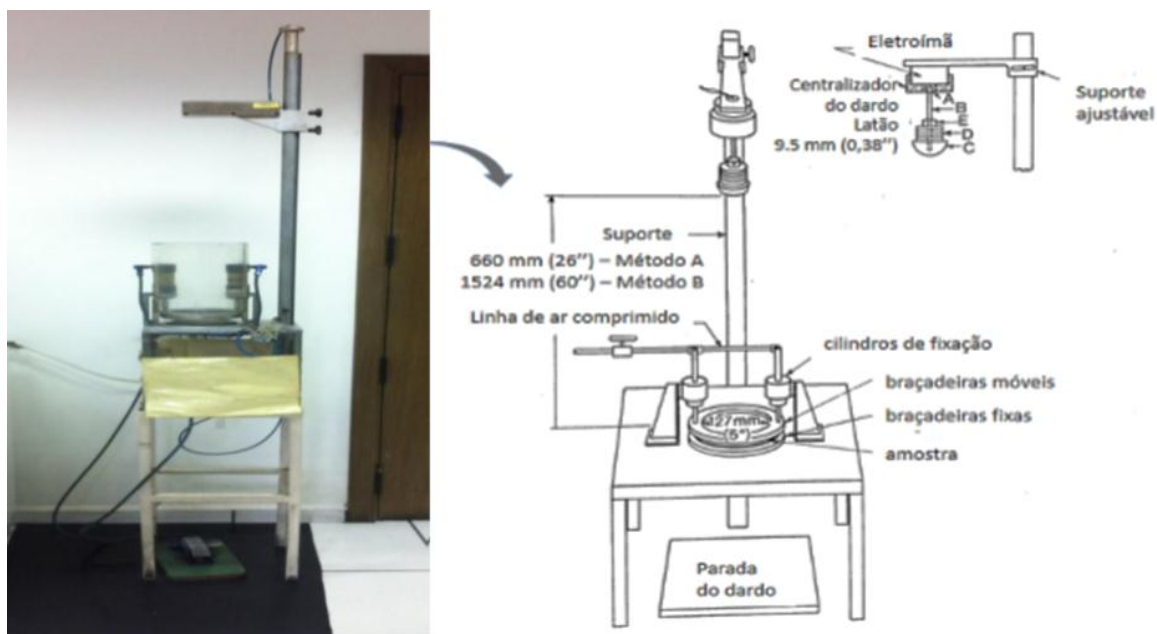 Eletroímã
Centralizador
do dardo
Latão
9.5 mm (0,38’’)
A
B
E
D
C
Suporte
ajustável
Suporte
660 mm (26’’) – Método A
1524 mm (60’’) – Método B
Linha de ar comprimido
cilindros de fixação
braçadeiras móveis
127mm
(5’’)
braçadeiras fixas
amostra
Parada
do dardo